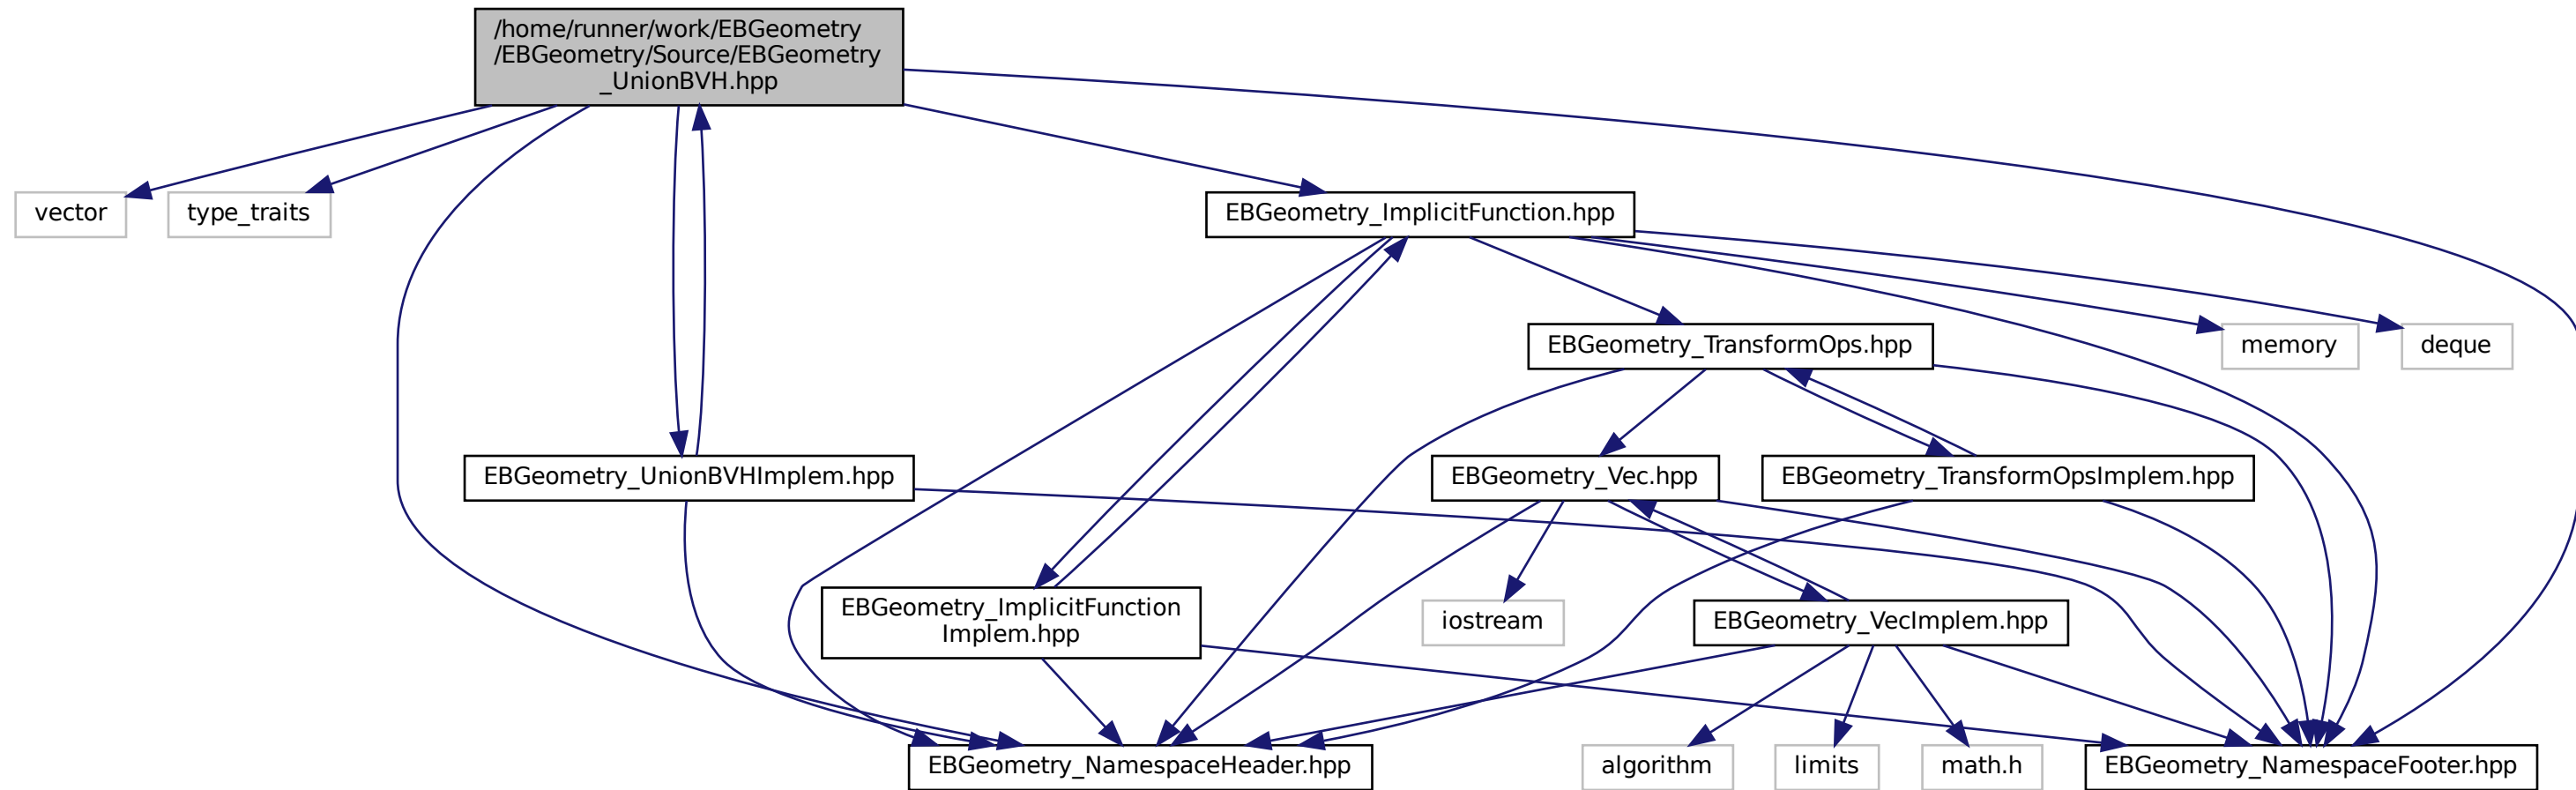 /home/runner/work/EBGeometry
/EBGeometry/Source/EBGeometry
_UnionBVH.hpp
vector
type_traits
EBGeometry_ImplicitFunction.hpp
EBGeometry_TransformOps.hpp
memory
deque
EBGeometry_UnionBVHImplem.hpp
EBGeometry_Vec.hpp
EBGeometry_TransformOpsImplem.hpp
EBGeometry_ImplicitFunction
Implem.hpp
iostream
EBGeometry_VecImplem.hpp
EBGeometry_NamespaceHeader.hpp
algorithm
limits
math.h
EBGeometry_NamespaceFooter.hpp